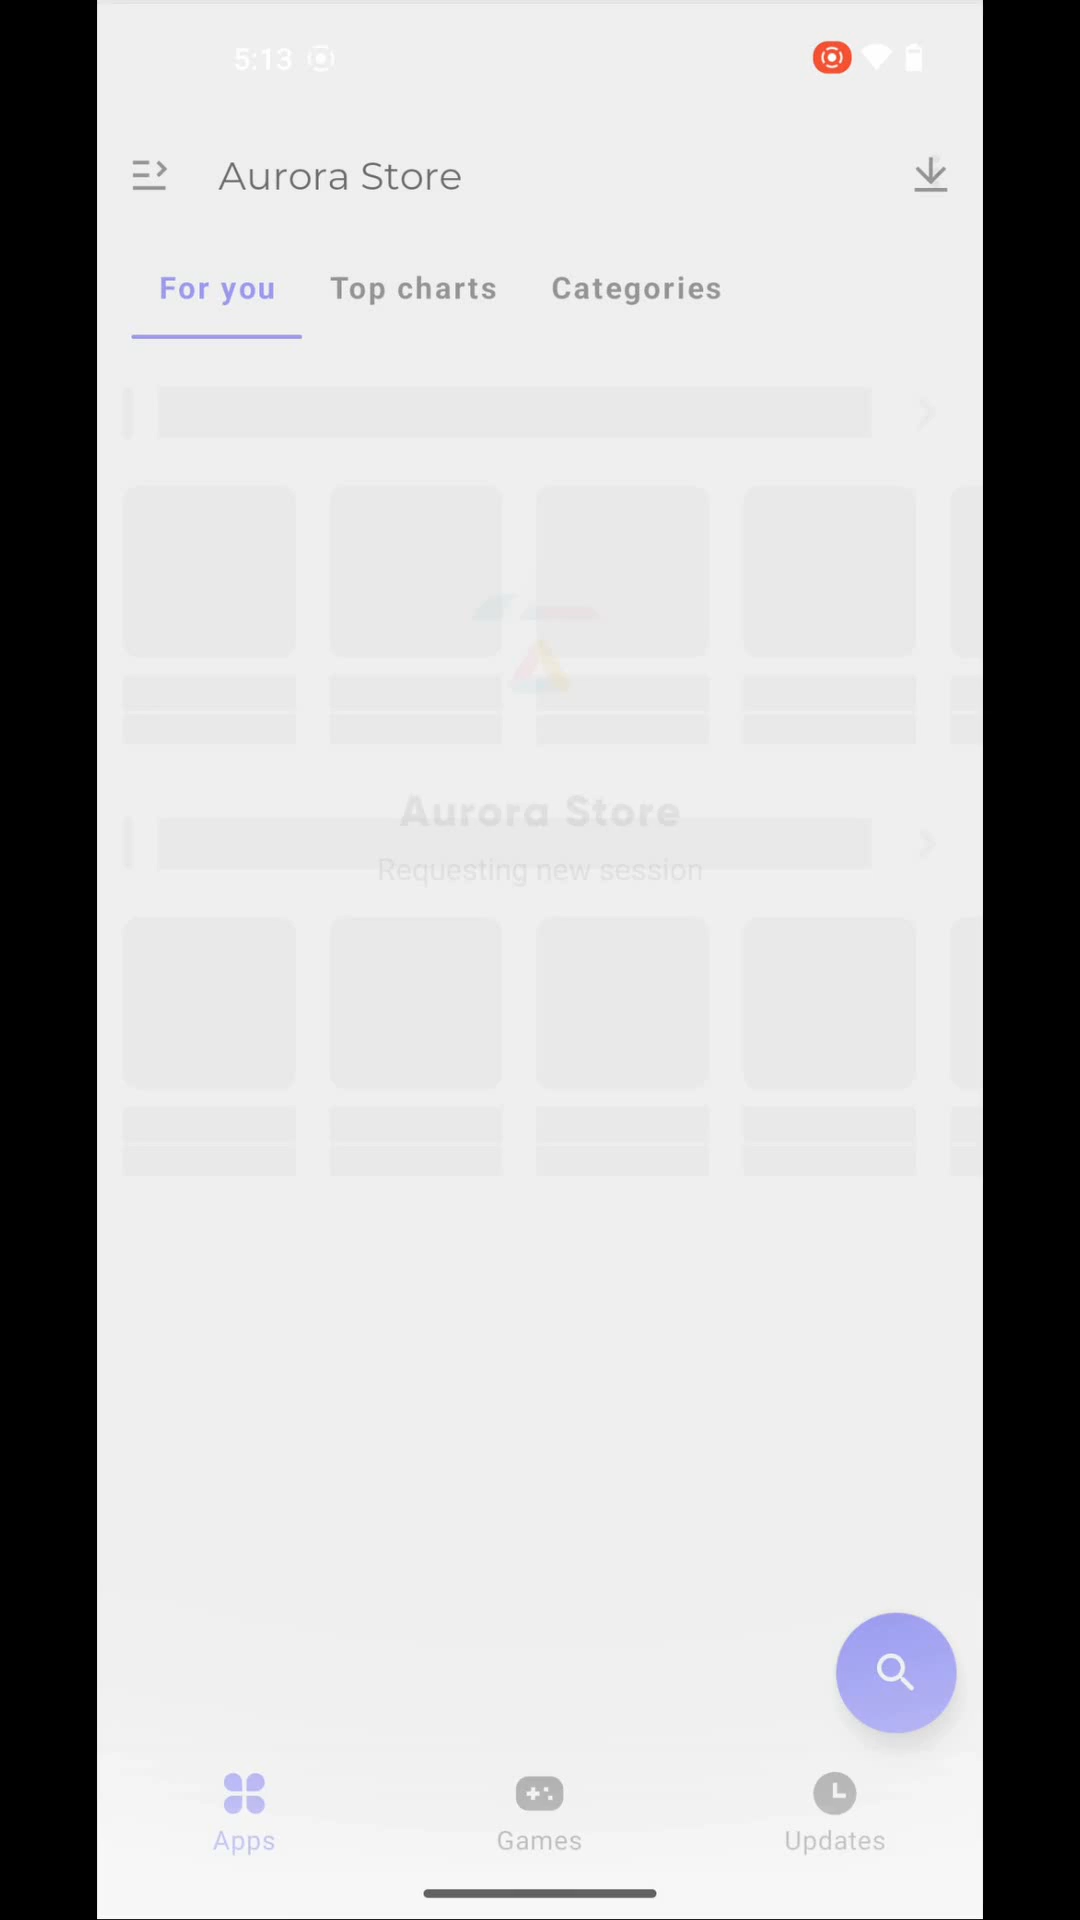 5:13
Aurora Store
For you
Top charts
Categories
Aurora Store
Requesting new session
Apps
Games
Updates